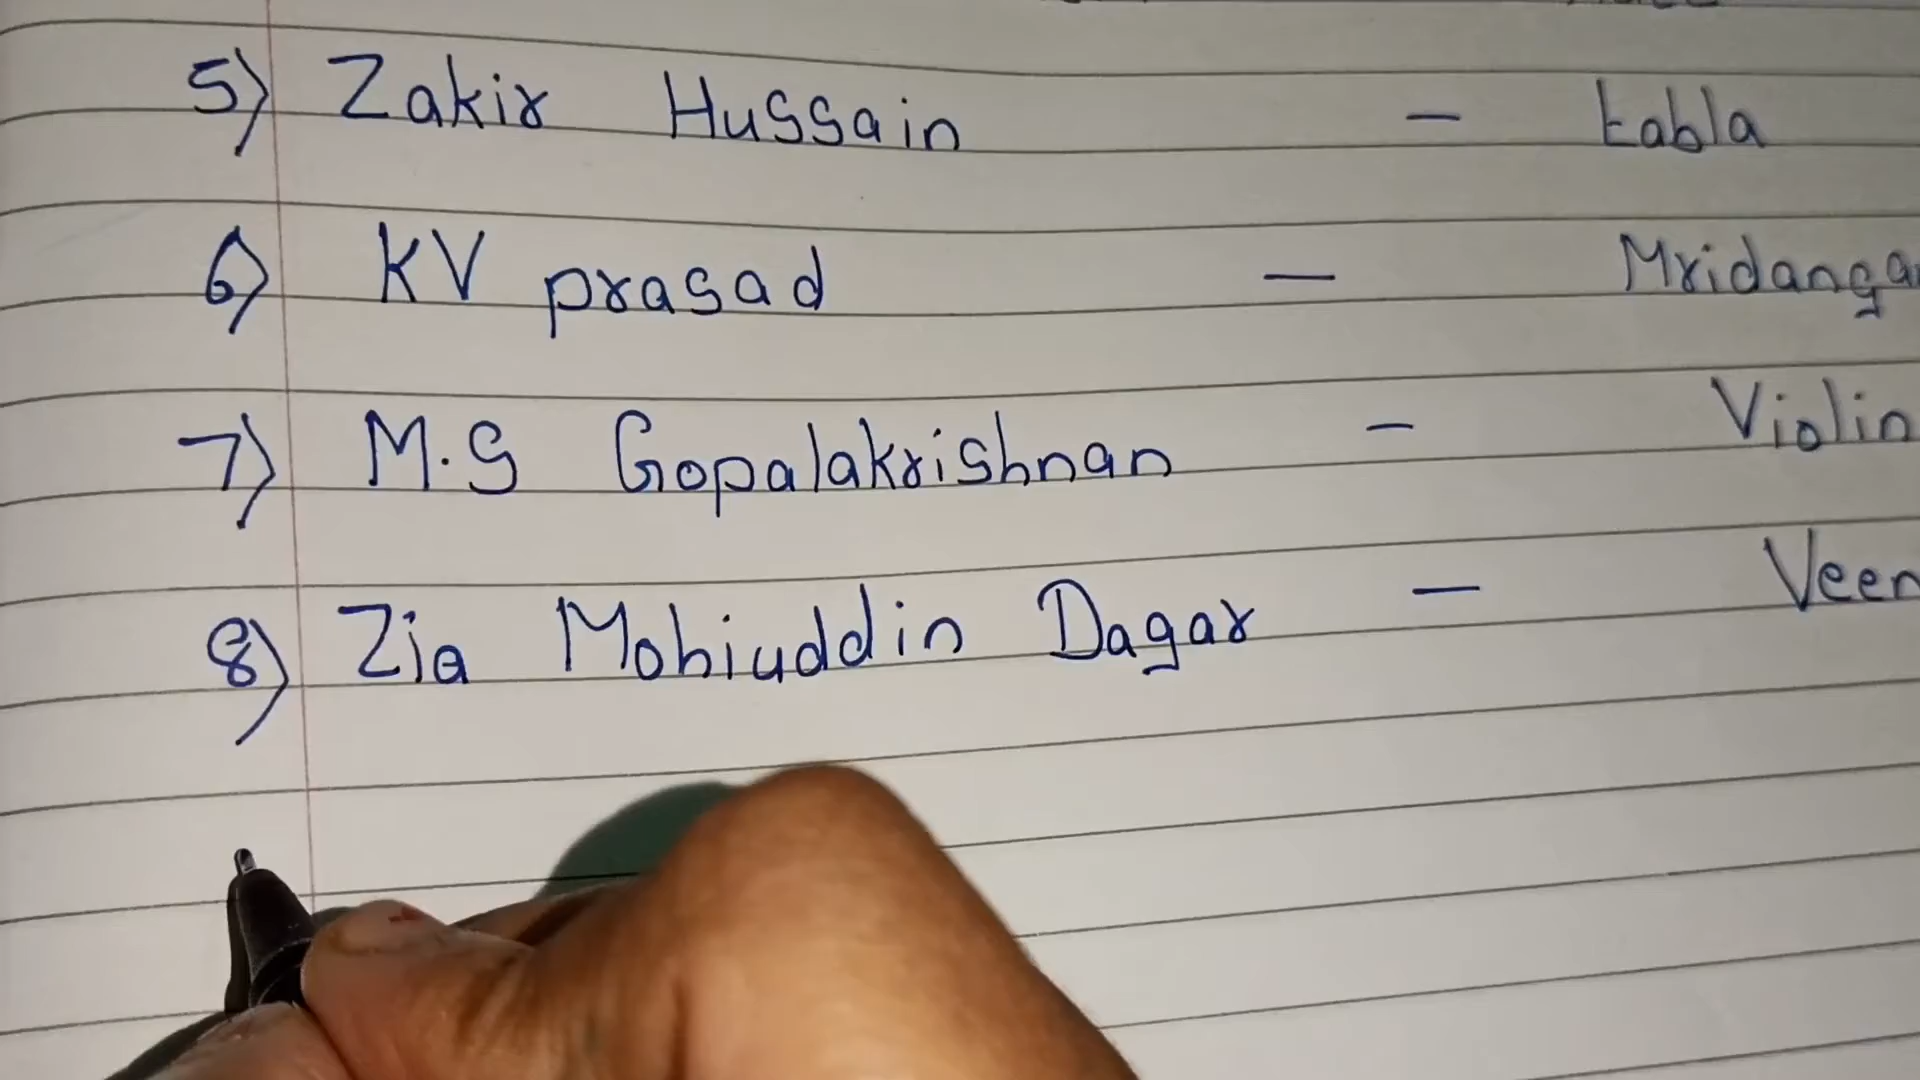 5) Zakir Hussain - tabla
6) KV prasad - Mridanga
7) M.S Gopalakrishnan - Violin
8) Zia Mohiuddin Dagar - Veen